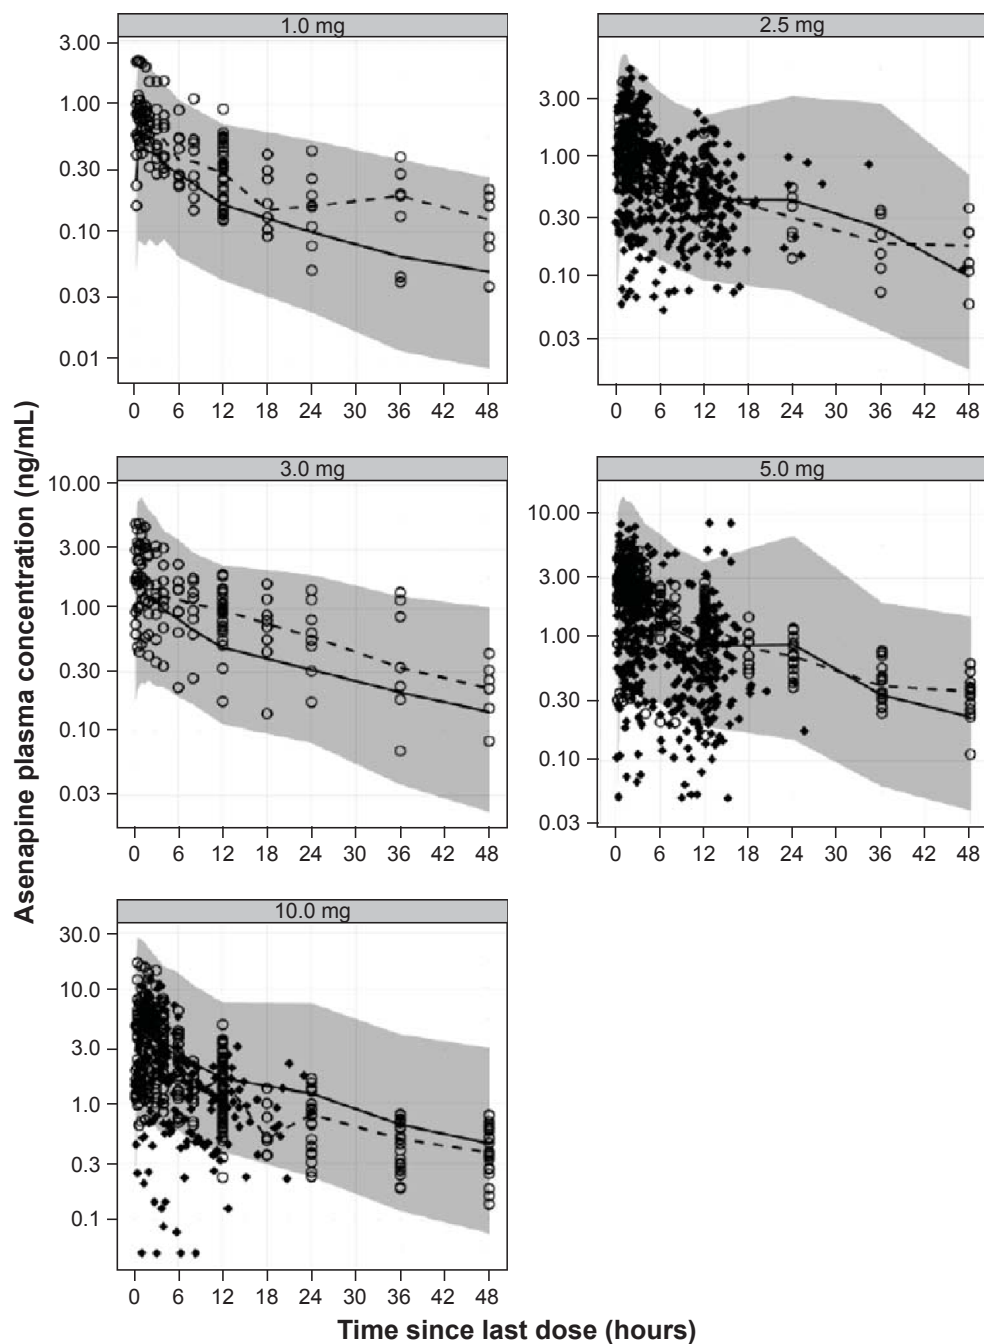 1.0 mg
3.00
1.00
0.30
0.10
0.03
0.01
0 6 12 18 24 30 36 42 48
2.5 mg
3.00
1.00
0.30
0.10
0.03
0 6 12 18 24 30 36 42 48
Asenapine plasma concentration (ng/mL)
3.0 mg
10.00
3.00
1.00
0.30
0.10
0.03
0 6 12 18 24 30 36 42 48
5.0 mg
10.00
3.00
1.00
0.30
0.10
0.03
0 6 12 18 24 30 36 42 48
10.0 mg
30.0
10.0
3.0
1.0
0.3
0.1
0 6 12 18 24 30 36 42 48
Time since last dose (hours)